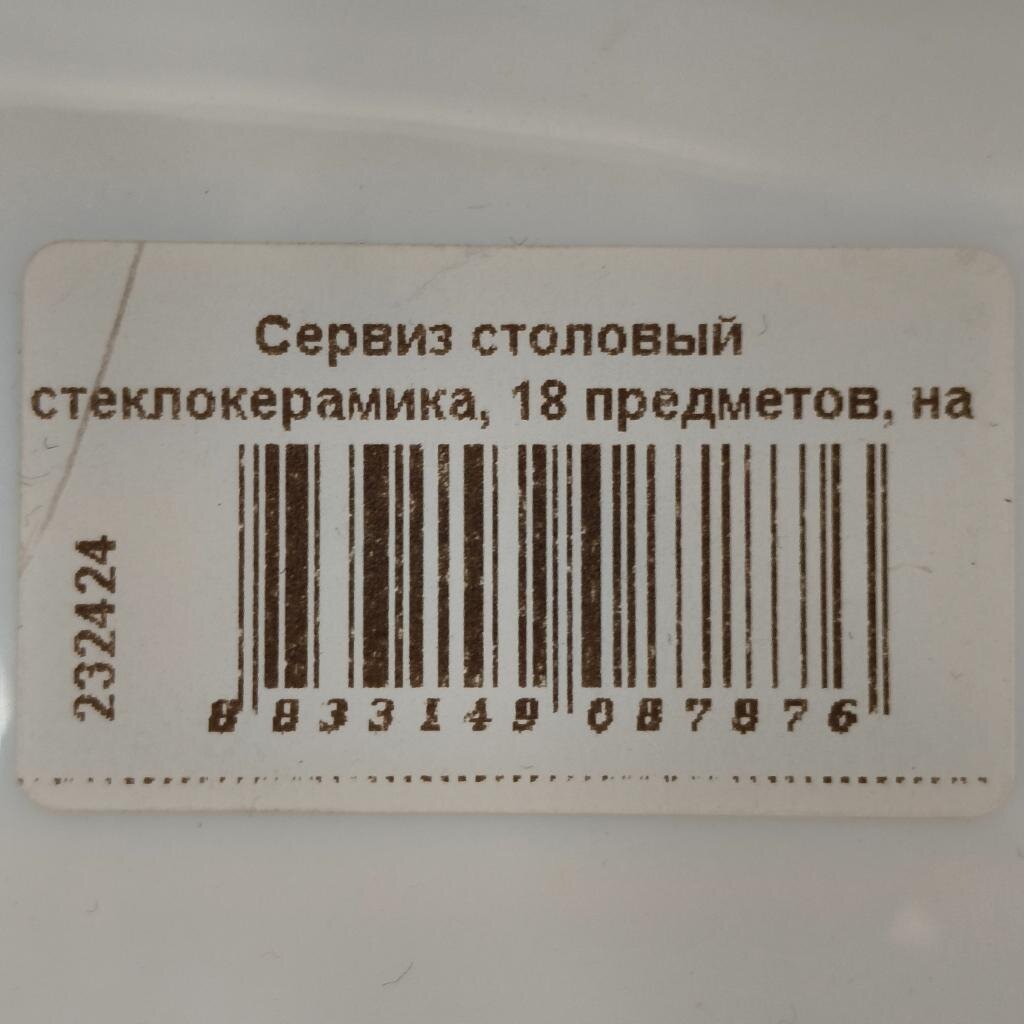 Сервиз столовый
стеклокерамика, 18 предметов, на
232424
8 833149 087876